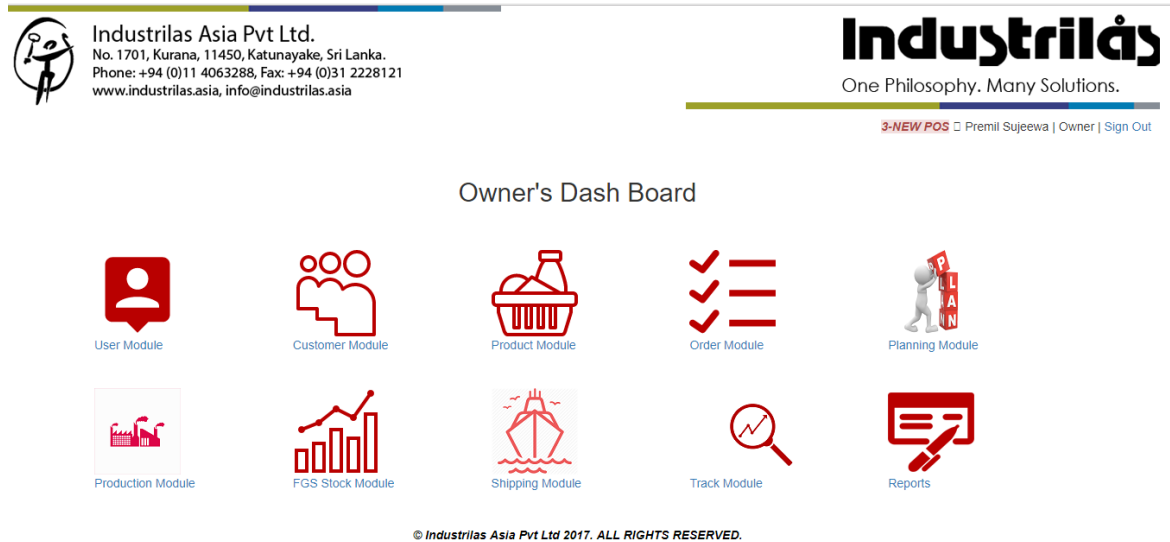 Industrilas Asia Pvt Ltd.
No. 1701, Kurana, 11450, Katunayake, Sri Lanka.
Phone: +94 (0)11 4063288, Fax: +94 (0)31 2228121
www.industrilas.asia, info@industrilas.asia
Industrilås
One Philosophy. Many Solutions.
3-NEW POS Premil Sujeewa | Owner | Sign Out
Owner's Dash Board
P
L
A
N
User Module Customer Module Product Module Order Module Planning Module
Production Module FGS Stock Module Shipping Module Track Module Reports
© Industrilas Asia Pvt Ltd 2017. ALL RIGHTS RESERVED.